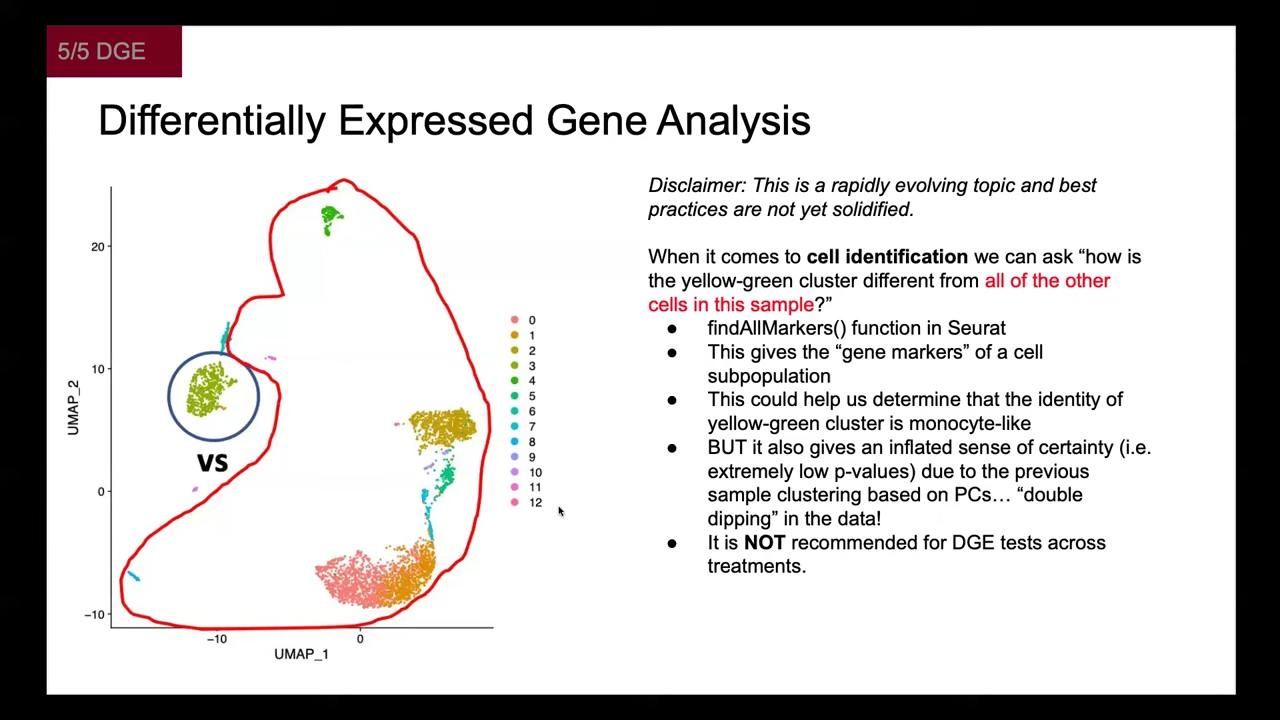 5/5 DGE
Differentially Expressed Gene Analysis
Disclaimer: This is a rapidly evolving topic and best
practices are not yet solidified.
When it comes to cell identification we can ask “how is
the yellow-green cluster different from all of the other
cells in this sample?”
● findAllMarkers() function in Seurat
● This gives the “gene markers” of a cell
subpopulation
● This could help us determine that the identity of
yellow-green cluster is monocyte-like
● BUT it also gives an inflated sense of certainty (i.e.
extremely low p-values) due to the previous
sample clustering based on PCs… “double
dipping” in the data!
● It is NOT recommended for DGE tests across
treatments.
20
10
0
−10
UMAP_2
VS
−10
0
UMAP_1
0
1
2
3
4
5
6
7
8
9
10
11
12